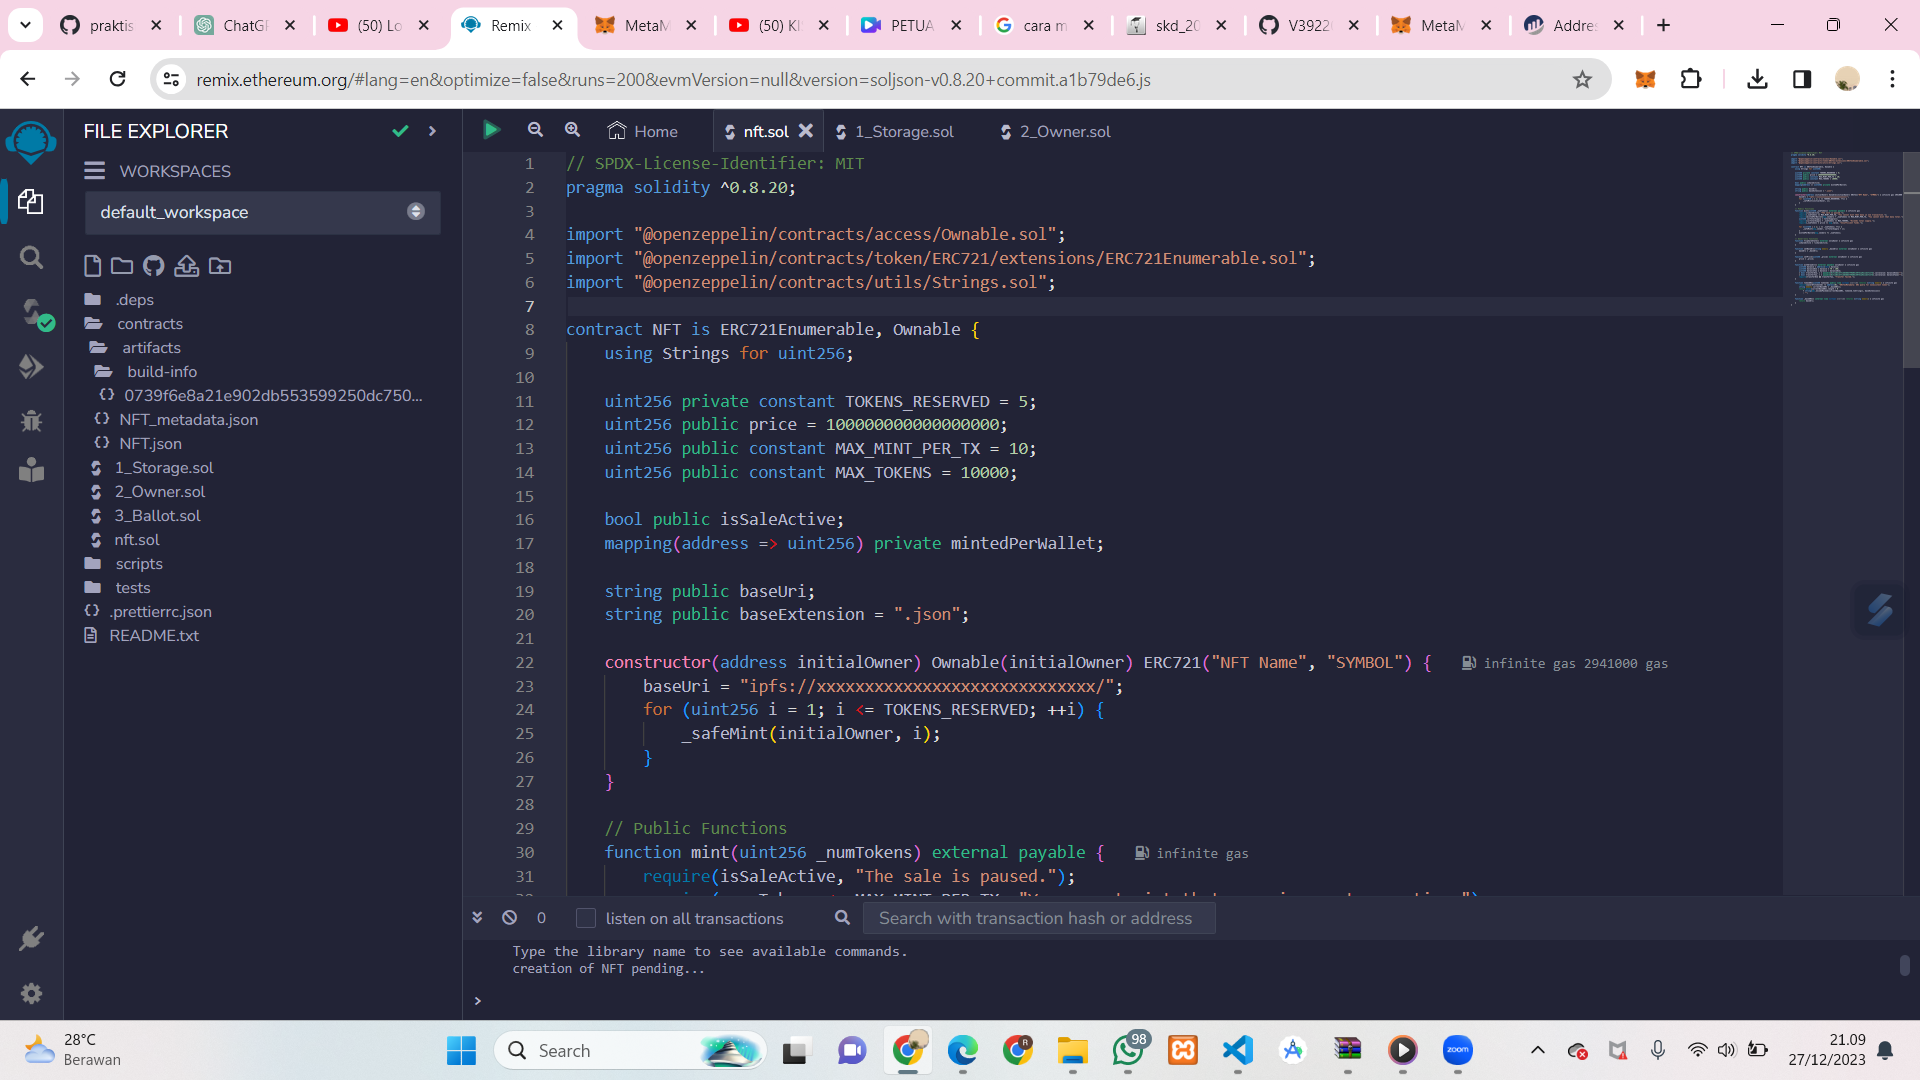 praktis
ChatGP
(50) Lo
Remix
MetaM
(50) KI
PETUA
cara m
skd_20
V3922
MetaM
Addres
remix.ethereum.org/#lang=en&optimize=false&runs=200&evmVersion=null&version=soljson-v0.8.20+commit.a1b79de6.js
FILE EXPLORER
WORKSPACES
default_workspace
.deps
contracts
artifacts
build-info
0739f6e8a21e902db553599250dc750...
NFT_metadata.json
NFT.json
1_Storage.sol
2_Owner.sol
3_Ballot.sol
nft.sol
scripts
tests
.prettierrc.json
README.txt
Home
nft.sol
1_Storage.sol
2_Owner.sol
1 // SPDX-License-Identifier: MIT
2 pragma solidity ^0.8.20;
3
4 import "@openzeppelin/contracts/access/Ownable.sol";
5 import "@openzeppelin/contracts/token/ERC721/extensions/ERC721Enumerable.sol";
6 import "@openzeppelin/contracts/utils/Strings.sol";
7
8 contract NFT is ERC721Enumerable, Ownable {
9 using Strings for uint256;
10
11 uint256 private constant TOKENS_RESERVED = 5;
12 uint256 public price = 100000000000000000;
13 uint256 public constant MAX_MINT_PER_TX = 10;
14 uint256 public constant MAX_TOKENS = 10000;
15
16 bool public isSaleActive;
17 mapping(address => uint256) private mintedPerWallet;
18
19 string public baseUri;
20 string public baseExtension = ".json";
21
22 constructor(address initialOwner) Ownable(initialOwner) ERC721("NFT Name", "SYMBOL") { infinite gas 2941000 gas
23 baseUri = "ipfs://xxxxxxxxxxxxxxxxxxxxxxxxxxxxx/";
24 for (uint256 i = 1; i <= TOKENS_RESERVED; ++i) {
25 _safeMint(initialOwner, i);
26 }
27 }
28
29 // Public Functions
30 function mint(uint256 _numTokens) external payable { infinite gas
31 require(isSaleActive, "The sale is paused.");
0
listen on all transactions
Search with transaction hash or address
Type the library name to see available commands.
creation of NFT pending...
>
28°C
Berawan
Search
R
98
zoom
21.09
27/12/2023